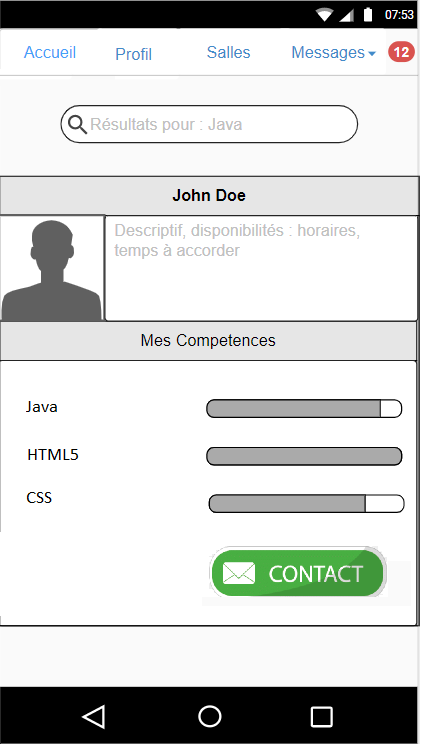 07:53
Accueil Profil Salles Messages 12
Résultats pour : Java
John Doe
Descriptif, disponibilités : horaires,
temps à accorder
Mes Competences
Java
HTML5
CSS
CONTACT